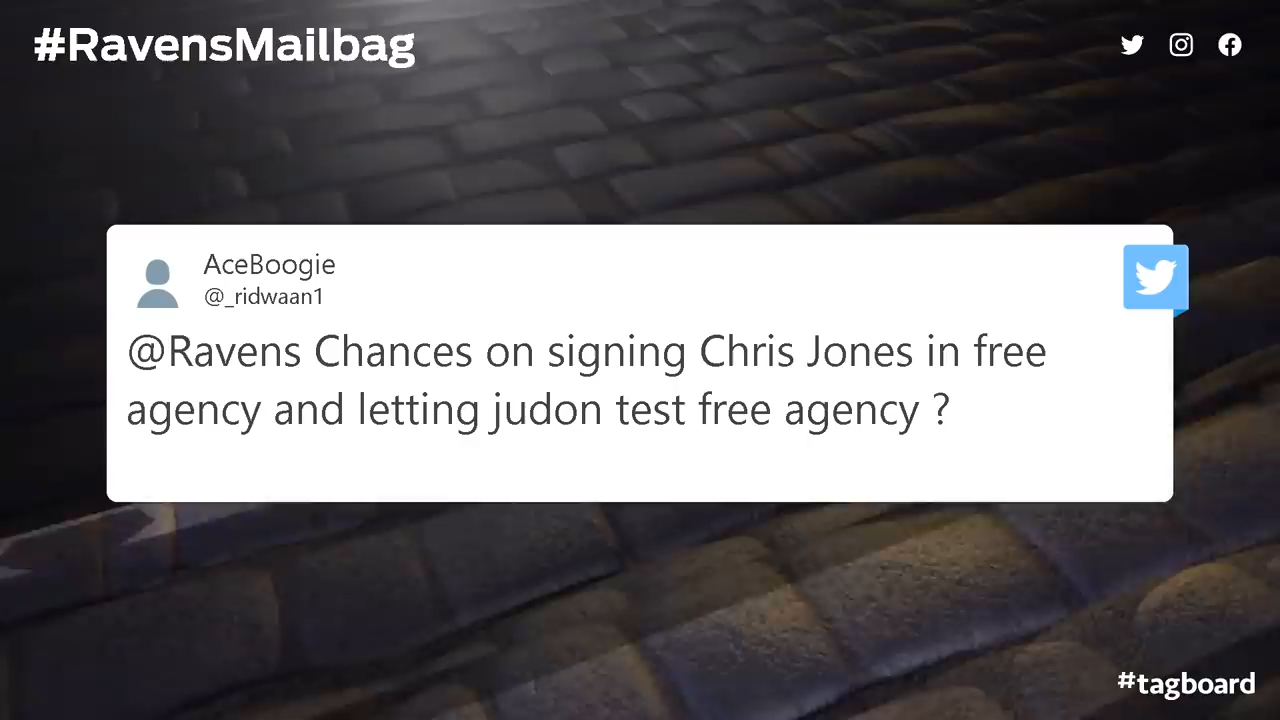 #RavensMailbag
AceBoogie
@_ridwaan1
@Ravens Chances on signing Chris Jones in free
agency and letting judon test free agency ?
#tagboard